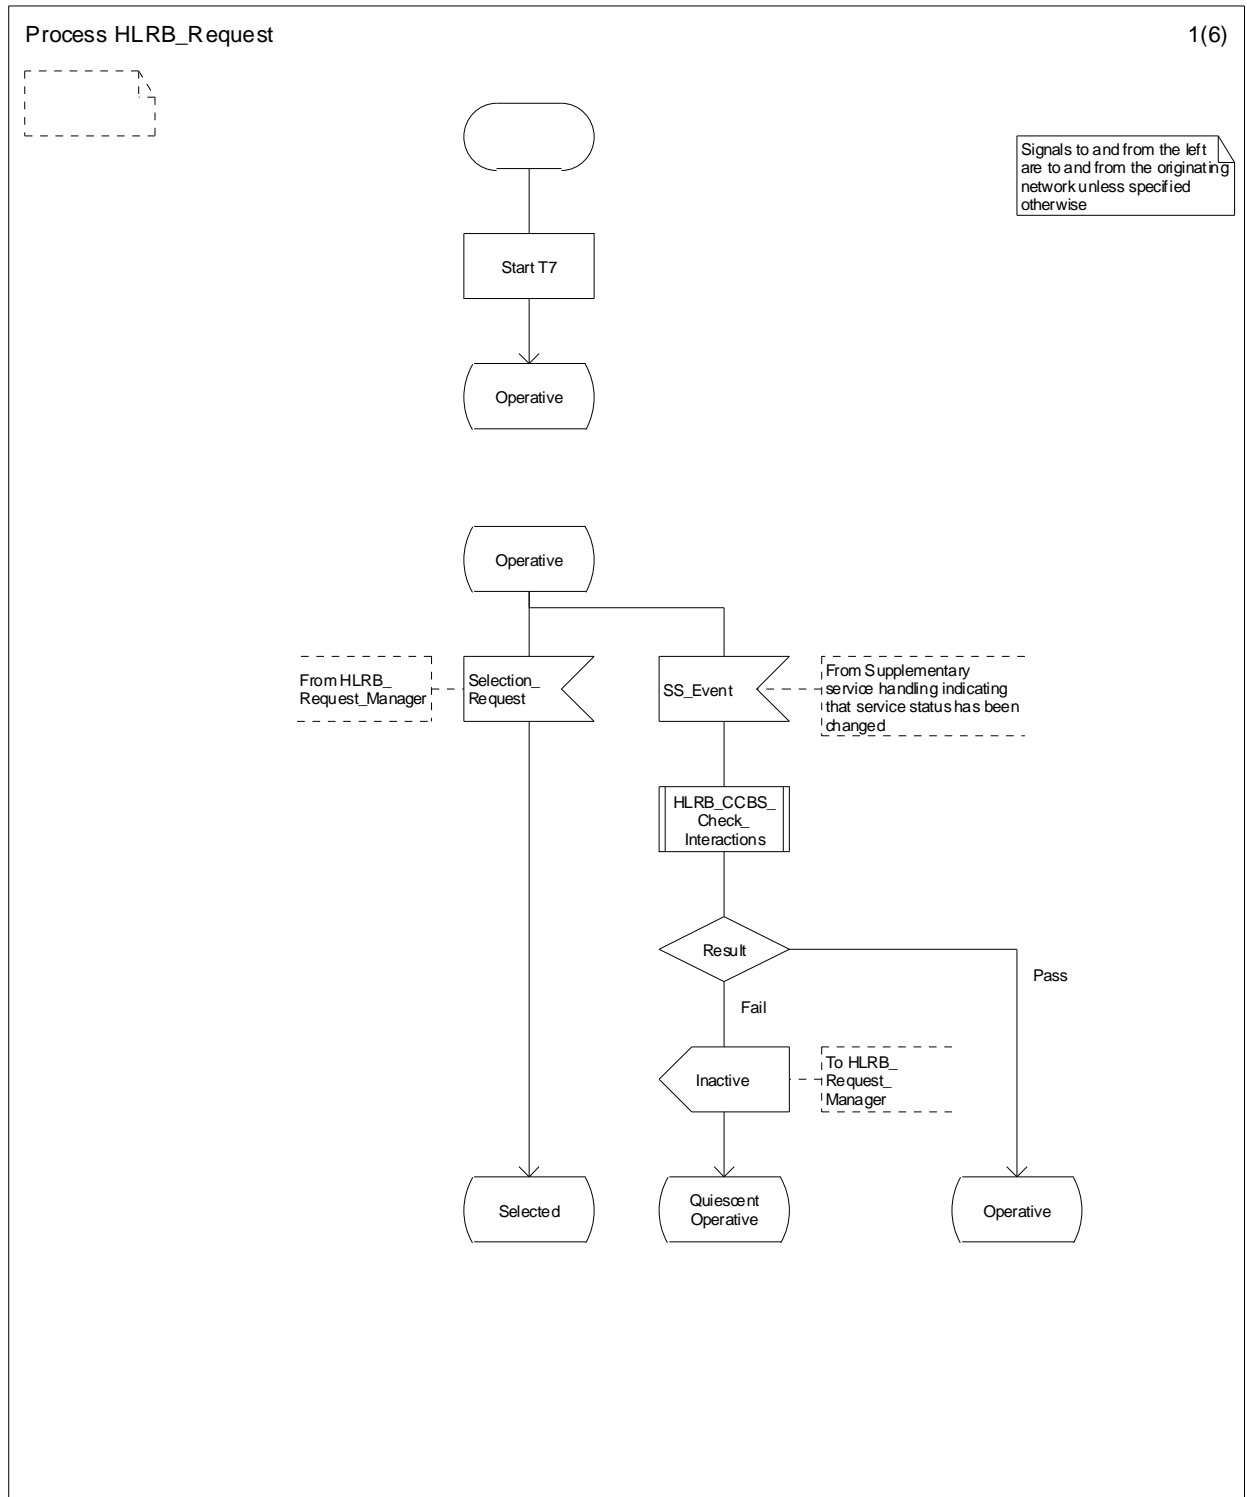 Process HLRB_Request
1(6)
Signals to and from the left
are to and from the originating
network unless specified
otherwise
Start T7
Operative
Operative
From HLRB_
Request_Manager
Selection_
Request
SS_Event
From Supplementary
service handling indicating
that service status has been
changed
HLRB_CCBS_
Check_
Interactions
Result
Pass
Fail
Inactive
To HLRB_
Request_
Manager
Selected
Quiescent
Operative
Operative